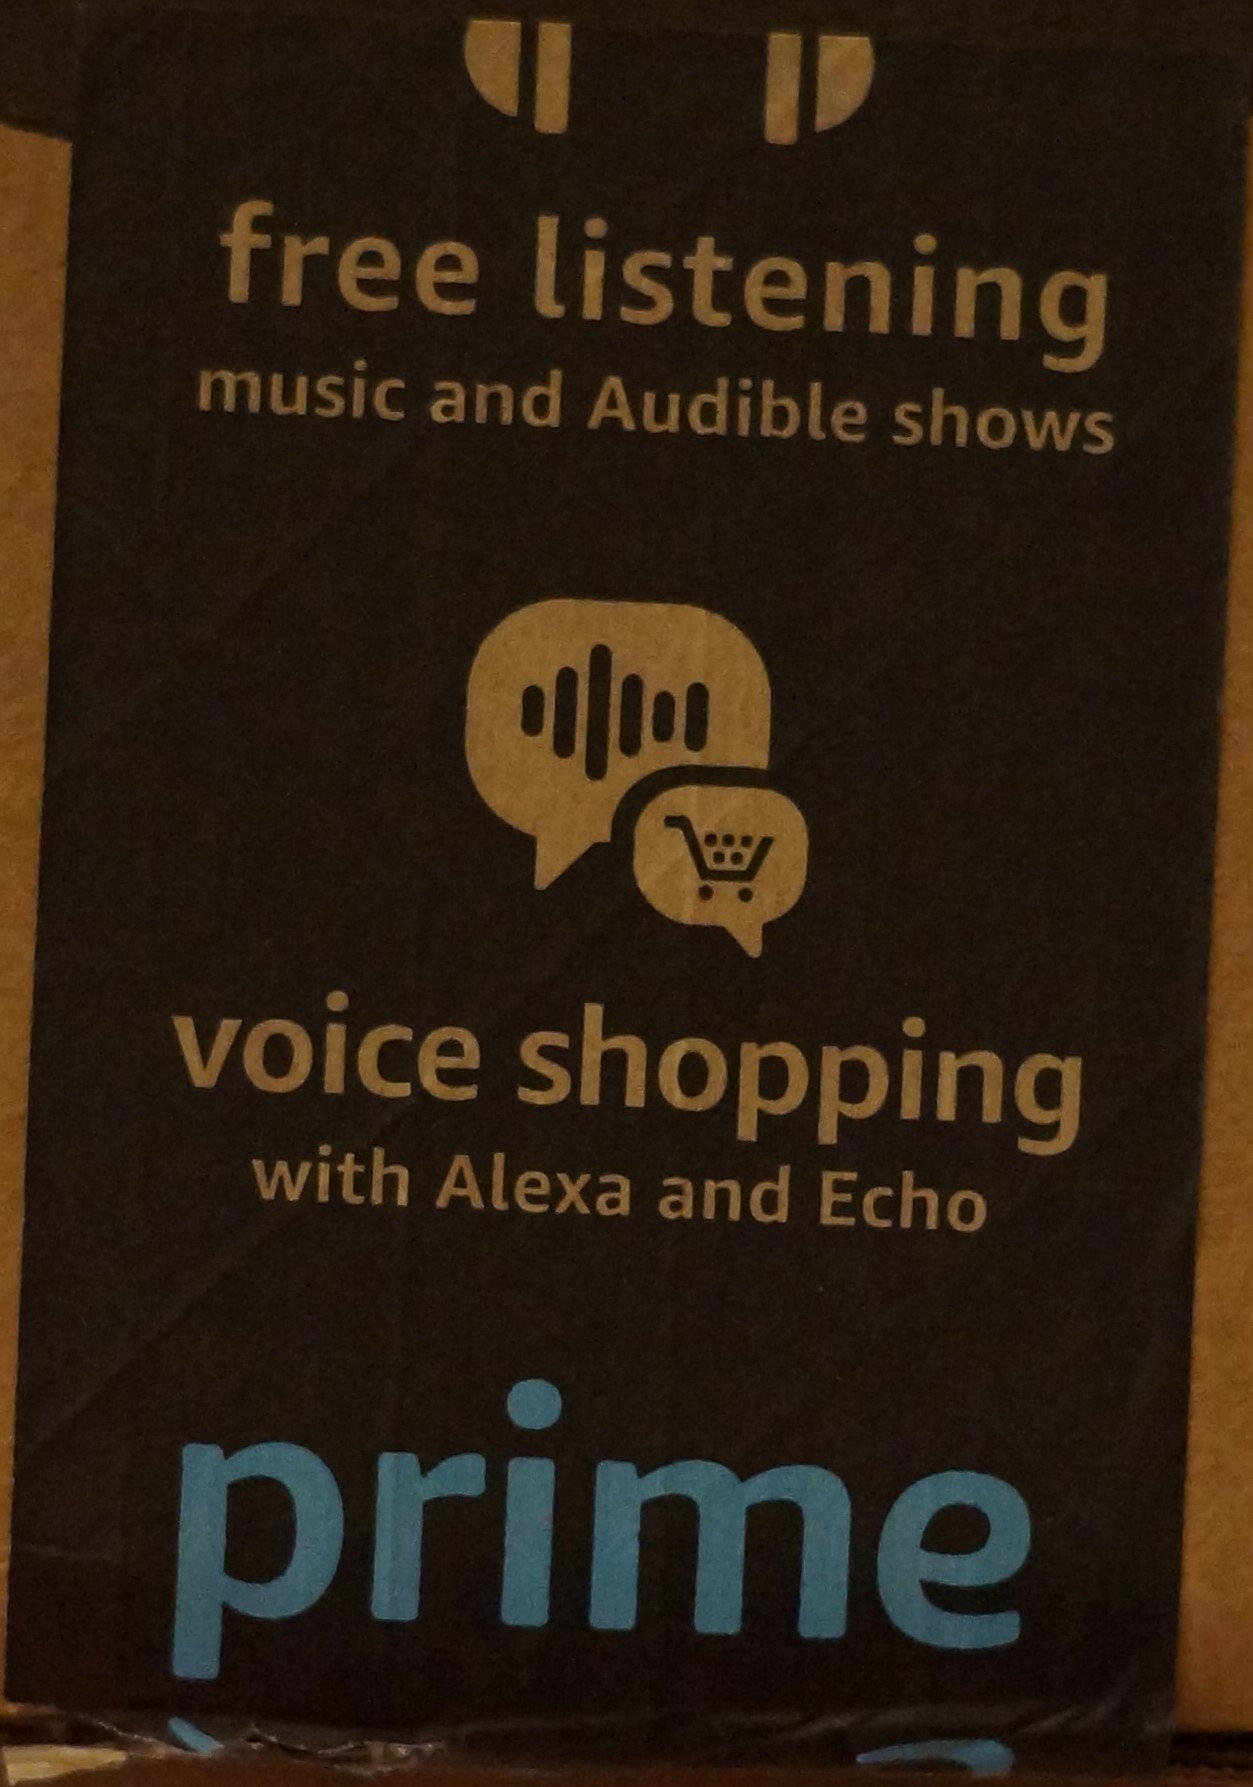 free listening
music and Audible shows
voice shopping
with Alexa and Echo
prime